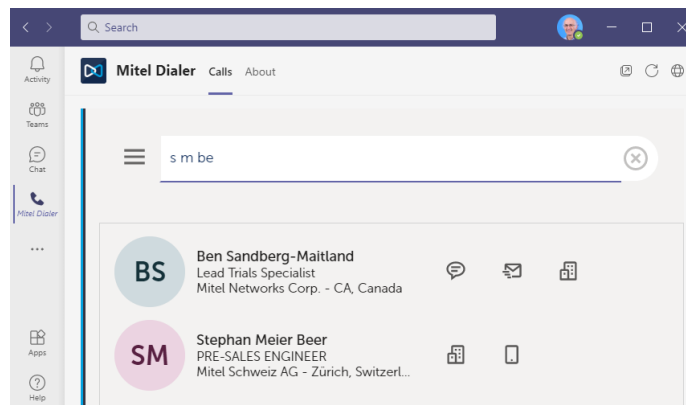 Search
Activity
Teams
Chat
Mitel Dialer
...
Apps
Help
Mitel Dialer Calls About
s m be
BS
Ben Sandberg-Maitland
Lead Trials Specialist
Mitel Networks Corp. - CA, Canada
SM
Stephan Meier Beer
PRE-SALES ENGINEER
Mitel Schweiz AG - Zürich, Switzerl...